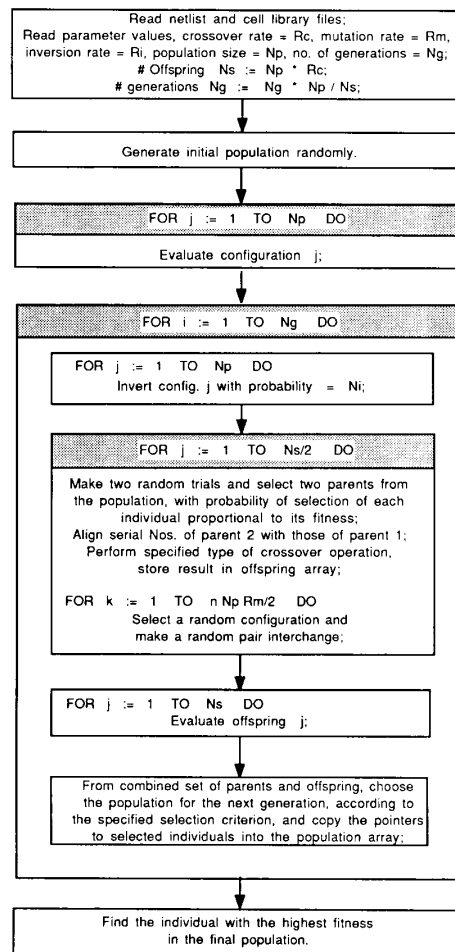 Read netlist and cell library files;
Read parameter values, crossover rate = Rc, mutation rate = Rm,
inversion rate = Ri, population size = Np, no. of generations = Ng;
# Offspring Ns := Np * Rc;
# generations Ng := Ng * Np / Ns;
Generate initial population randomly.
FOR j := 1 TO Np DO
Evaluate configuration j;
FOR i := 1 TO Ng DO
FOR j := 1 TO Np DO
Invert config. j with probability = Ni;
FOR j := 1 TO Ns/2 DO
Make two random trials and select two parents from
the population, with probability of selection of each
individual proportional to its fitness;
Align serial Nos. of parent 2 with those of parent 1;
Perform specified type of crossover operation,
store result in offspring array;
FOR k := 1 TO n Np Rm/2 DO
Select a random configuration and
make a random pair interchange;
FOR j := 1 TO Ns DO
Evaluate offspring j;
From combined set of parents and offspring, choose
the population for the next generation, according to
the specified selection criterion, and copy the pointers
to selected individuals into the population array;
Find the individual with the highest fitness
in the final population.